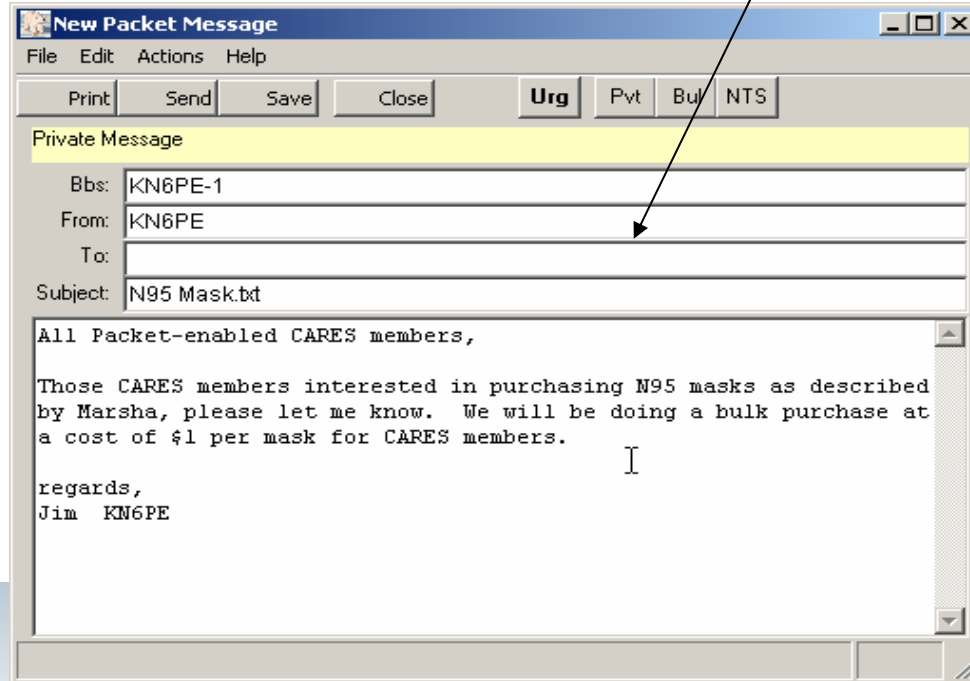 New Packet Message
File Edit Actions Help
Print Send Save Close Urg Pvt Bul NTS
Private Message
Bbs: KN6PE-1
From: KN6PE
To:
Subject: N95 Mask.txt
All Packet-enabled CARES members,
Those CARES members interested in purchasing N95 masks as described
by Marsha, please let me know. We will be doing a bulk purchase at
a cost of $1 per mask for CARES members.
regards,
Jim KN6PE